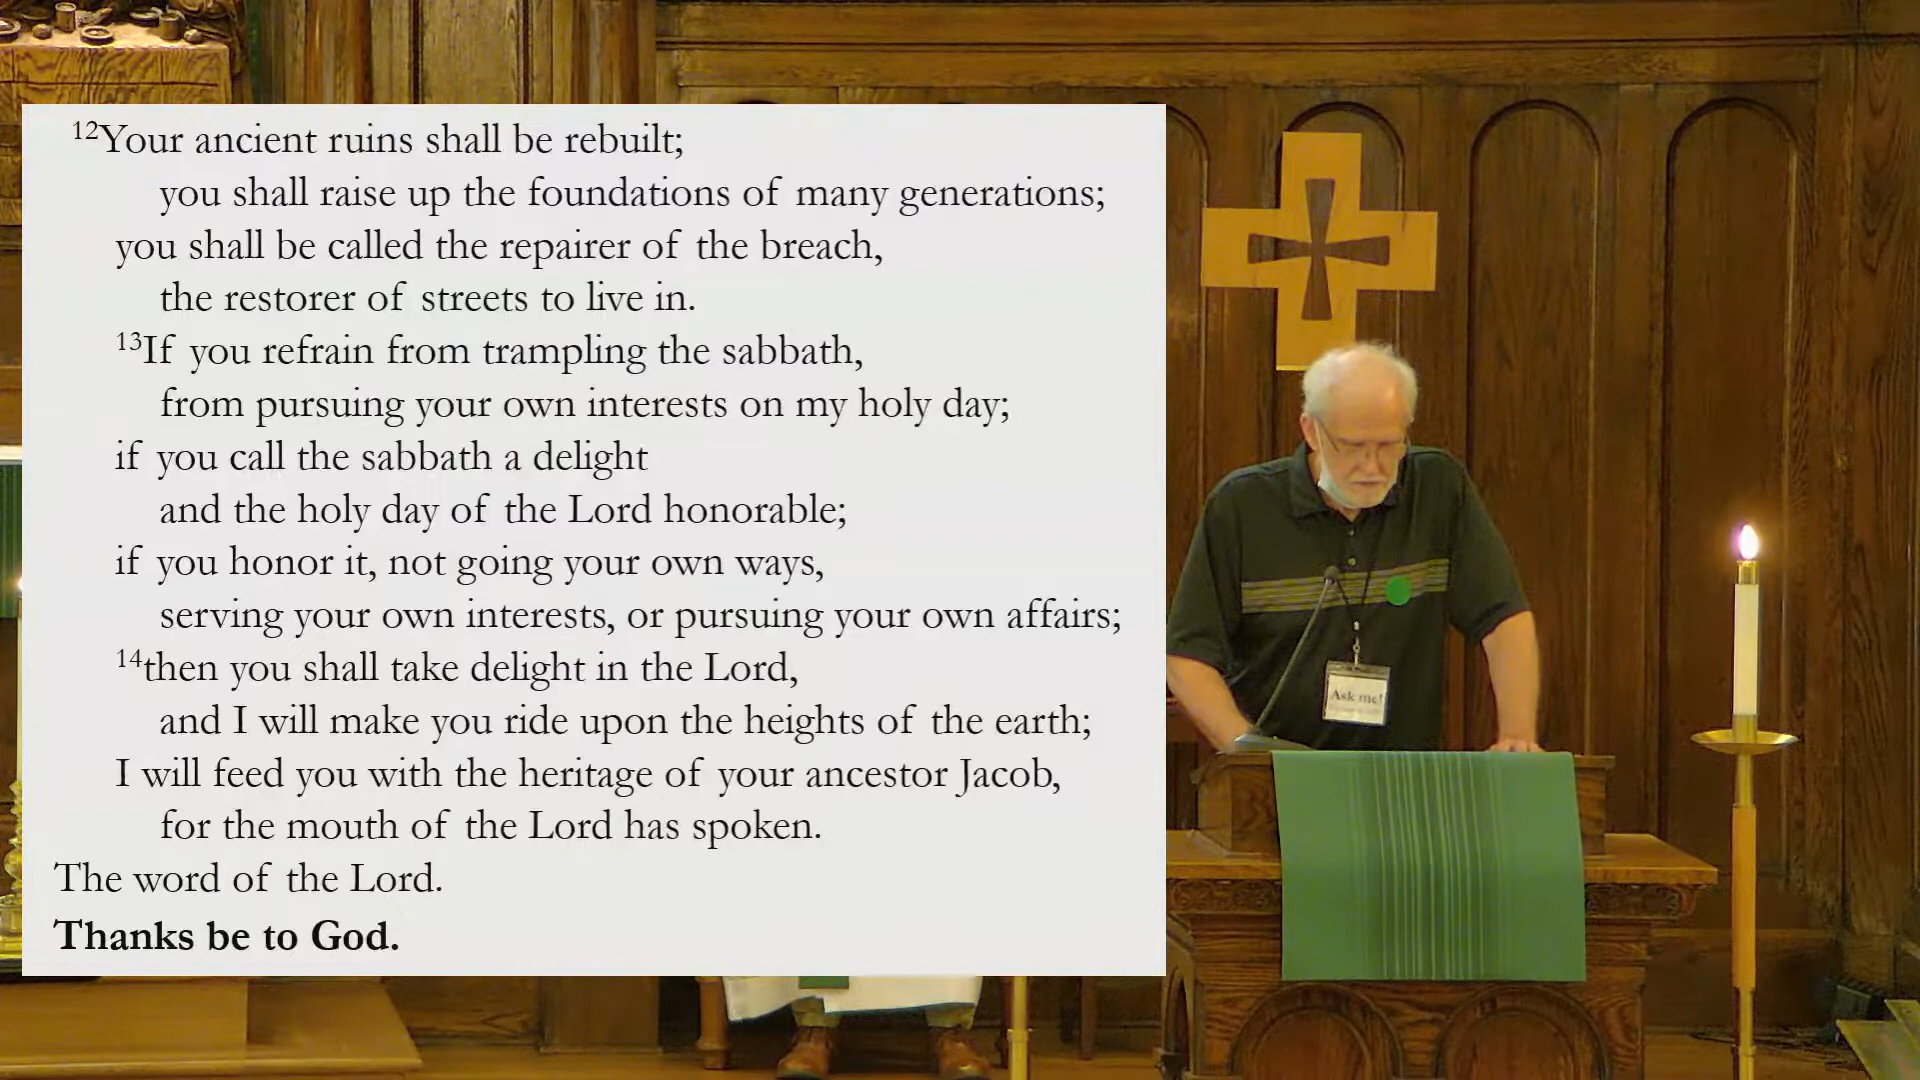 12Your ancient ruins shall be rebuilt;
you shall raise up the foundations of many generations;
you shall be called the repairer of the breach,
the restorer of streets to live in.
13If you refrain from trampling the sabbath,
from pursuing your own interests on my holy day;
if you call the sabbath a delight
and the holy day of the Lord honorable;
if you honor it, not going your own ways,
serving your own interests, or pursuing your own affairs;
14then you shall take delight in the Lord,
and I will make you ride upon the heights of the earth;
I will feed you with the heritage of your ancestor Jacob,
for the mouth of the Lord has spoken.
The word of the Lord.
Thanks be to God.
Ask me!